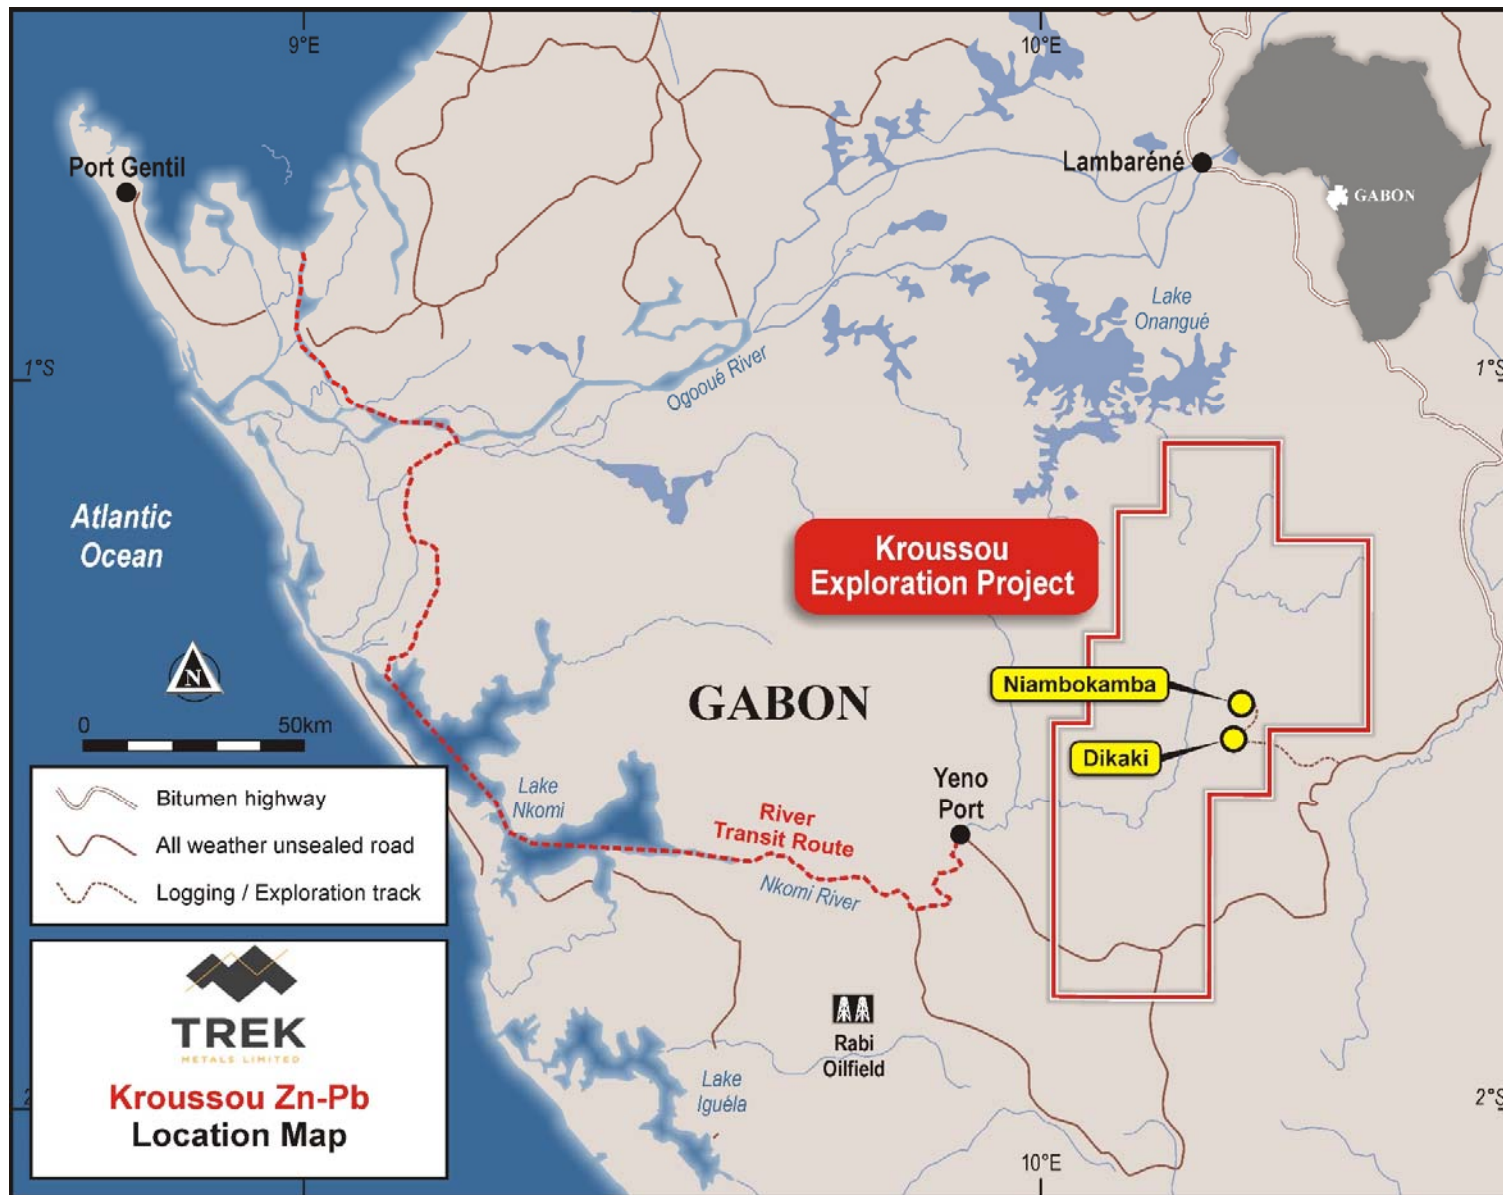 9°E
10°E
Port Gentil
Lambaréné
GABON
Lake
Onangué
1°S
1°S
Ogooué River
Atlantic
Ocean
Kroussou
Exploration Project
N
0
50km
GABON
Niambokamba
Dikaki
Yeno
Port
Lake
Nkomi
River
Transit Route
Nkomi River
Bitumen highway
All weather unsealed road
Logging / Exploration track
TREK
METALS LIMITED
Kroussou Zn-Pb
Location Map
Rabi
Oilfield
Lake
Iguéla
2
2°S
10°E